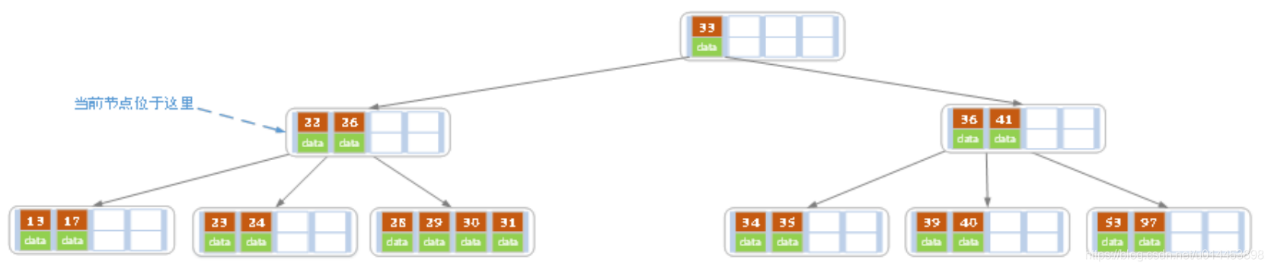 33
data
当前节点位于这里
22 26
data data
36 41
data data
13 17
data data
23 24
data data
28 29 30 31
data data data data
34 35
data data
39 40
data data
53 97
data data